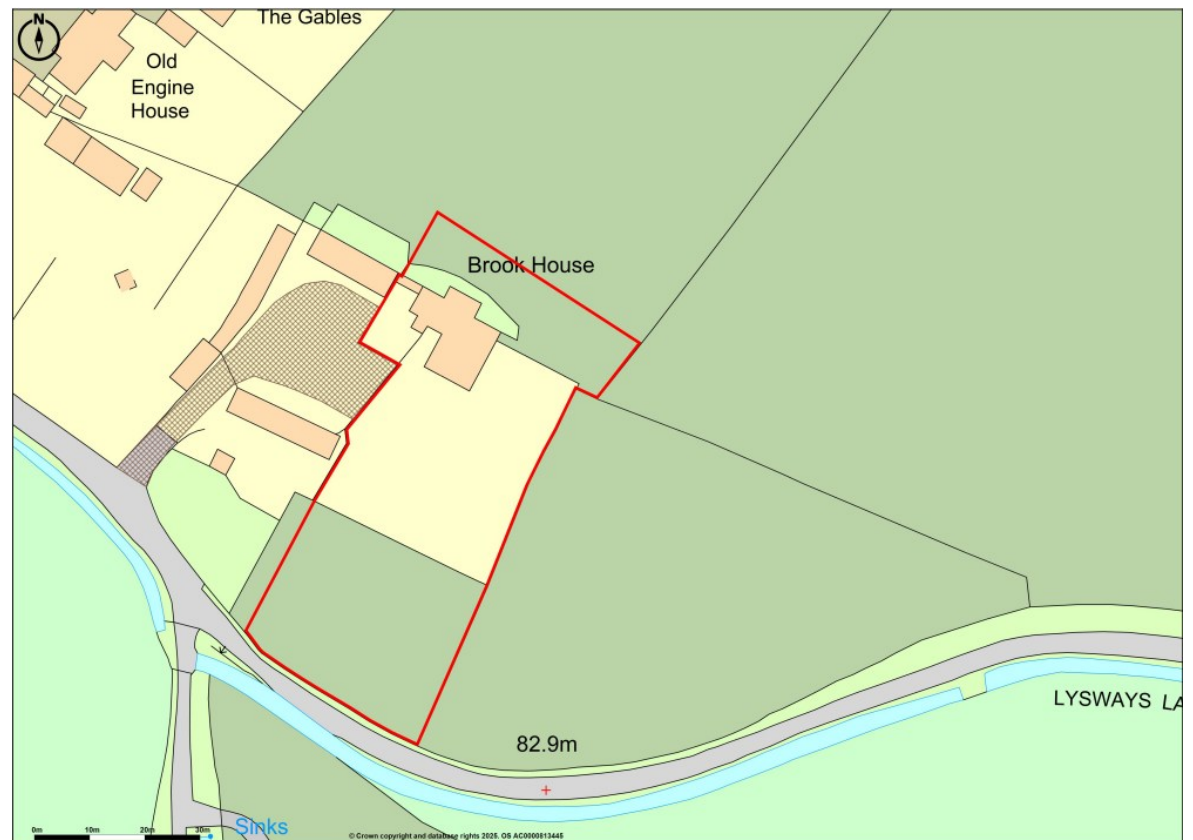 N
The Gables
Old
Engine
House
Brook House
LYSWAYS LA
82.9m
0m 10m 20m 30m
Sinks
© Crown copyright and database rights 2025. OS AC0000813445